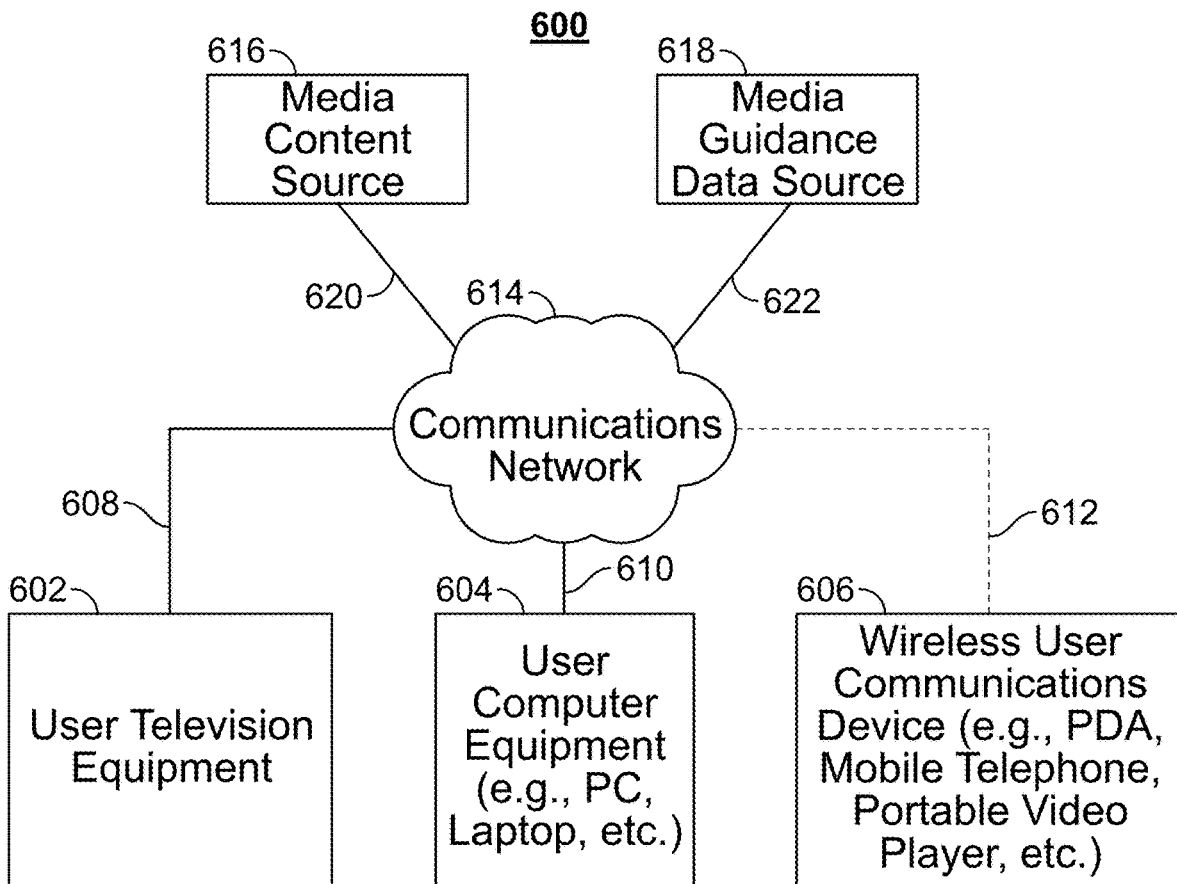 600
616
618
Media
Content
Source
Media
Guidance
Data Source
620
614
622
Communications
Network
608
612
610
602
604
606
User Television
Equipment
User
Computer
Equipment
(e.g., PC,
Laptop, etc.)
Wireless User
Communications
Device (e.g., PDA,
Mobile Telephone,
Portable Video
Player, etc.)